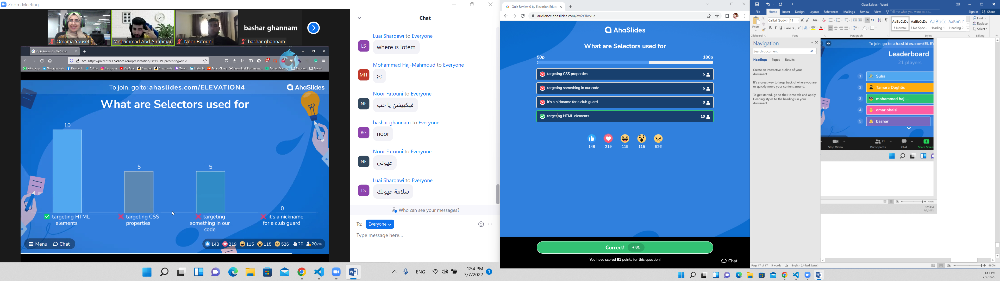 Zoom Meeting
Omama Yousef
Mohammad Abd Alrahman
Noor Fatouni
bashar ghannam
bashar ghannam
Quiz Review 0 - AhaSlides
https://presenter.ahaslides.com/presentation/2898919?presenting=true
WhatsApp Telegram Web Facebook Twitter Instagram YouTube Amazon Amazon.de Twitch LinkedIn SoundCloud linkedin skill assessme... Python Mastery Elevation Rawabi
To join, go to: ahaslides.com/ELEVATION4
AhaSlides
What are Selectors used for
10
5
5
0
targeting HTML elements
targeting CSS properties
targeting something in our code
it's a nickname for a club guard
Menu Chat
148 219 115 115 526 20 20/25
Chat
Luai Sharqawi to Everyone
LS
where is lotem
Mohammad Haj-Mahmoud to Everyone
MH
;-;
Noor Fatouni to Everyone
NF
فيكييشن يا حب
bashar ghannam to Everyone
BG
noor
Noor Fatouni to Everyone
NF
عيوني
Luai Sharqawi to Everyone
LS
سلامة عيونك
Who can see your messages?
To: Everyone
Type message here...
ENG
1:54 PM
7/7/2022
1
Quiz Review 0 by Elevation Educa
audience.ahaslides.com/aw2r3lwkue
AhaSlides
What are Selectors used for
50p 100p
targeting CSS properties 5
targeting something in our code 5
it's a nickname for a club guard 0
targeting HTML elements 10
148 219 115 115 526
Correct! + 81
You have scored 81 points for this question!
Chat
Class5.docx - Word
File Home Insert Design Layout References Mailings Review View Tell me what you want to do... Sign in Share
Paste
Calibri (Body) 11
AaBbCcDc AaBbCcDc AaBbCc AaBbCcE
¶ Normal ¶ No Spac... Heading 1 Heading 2
Find
Replace
Select
Clipboard Font Paragraph Styles Editing
Navigation
Search document
Headings Pages Results
Create an interactive outline of your
document.
It's a great way to keep track of where you are
or quickly move your content around.
To get started, go to the Home tab and apply
Heading styles to the headings in your
document.
To join, go to: ahaslides.com/ELEV
Leaderboard
21 players
1 Suha
2 Tamara Daghlis
3 mohammad haj-...
4 omar obaisi
5 bashar
21
Stop Video Participants Chat Share Scree
480%
1:53 PM
7/7/2022
Page 17 of 17 5 words English (United States)
480%
1:54 PM
7/7/2022